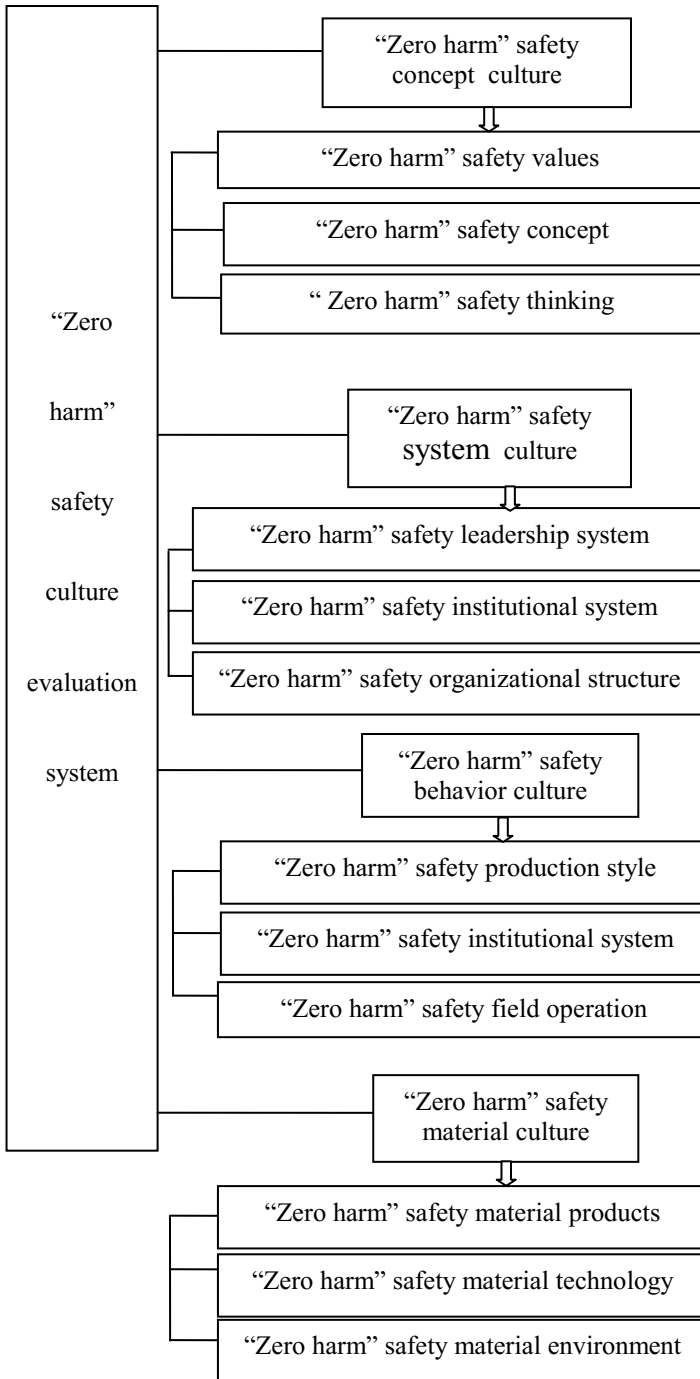 “Zero
harm”
safety
culture
evaluation
system
“Zero harm” safety
concept culture
“Zero harm” safety values
“Zero harm” safety concept
“ Zero harm” safety thinking
“Zero harm” safety
system culture
“Zero harm” safety leadership system
“Zero harm” safety institutional system
“Zero harm” safety organizational structure
“Zero harm” safety
behavior culture
“Zero harm” safety production style
“Zero harm” safety institutional system
“Zero harm” safety field operation
“Zero harm” safety
material culture
“Zero harm” safety material products
“Zero harm” safety material technology
“Zero harm” safety material environment